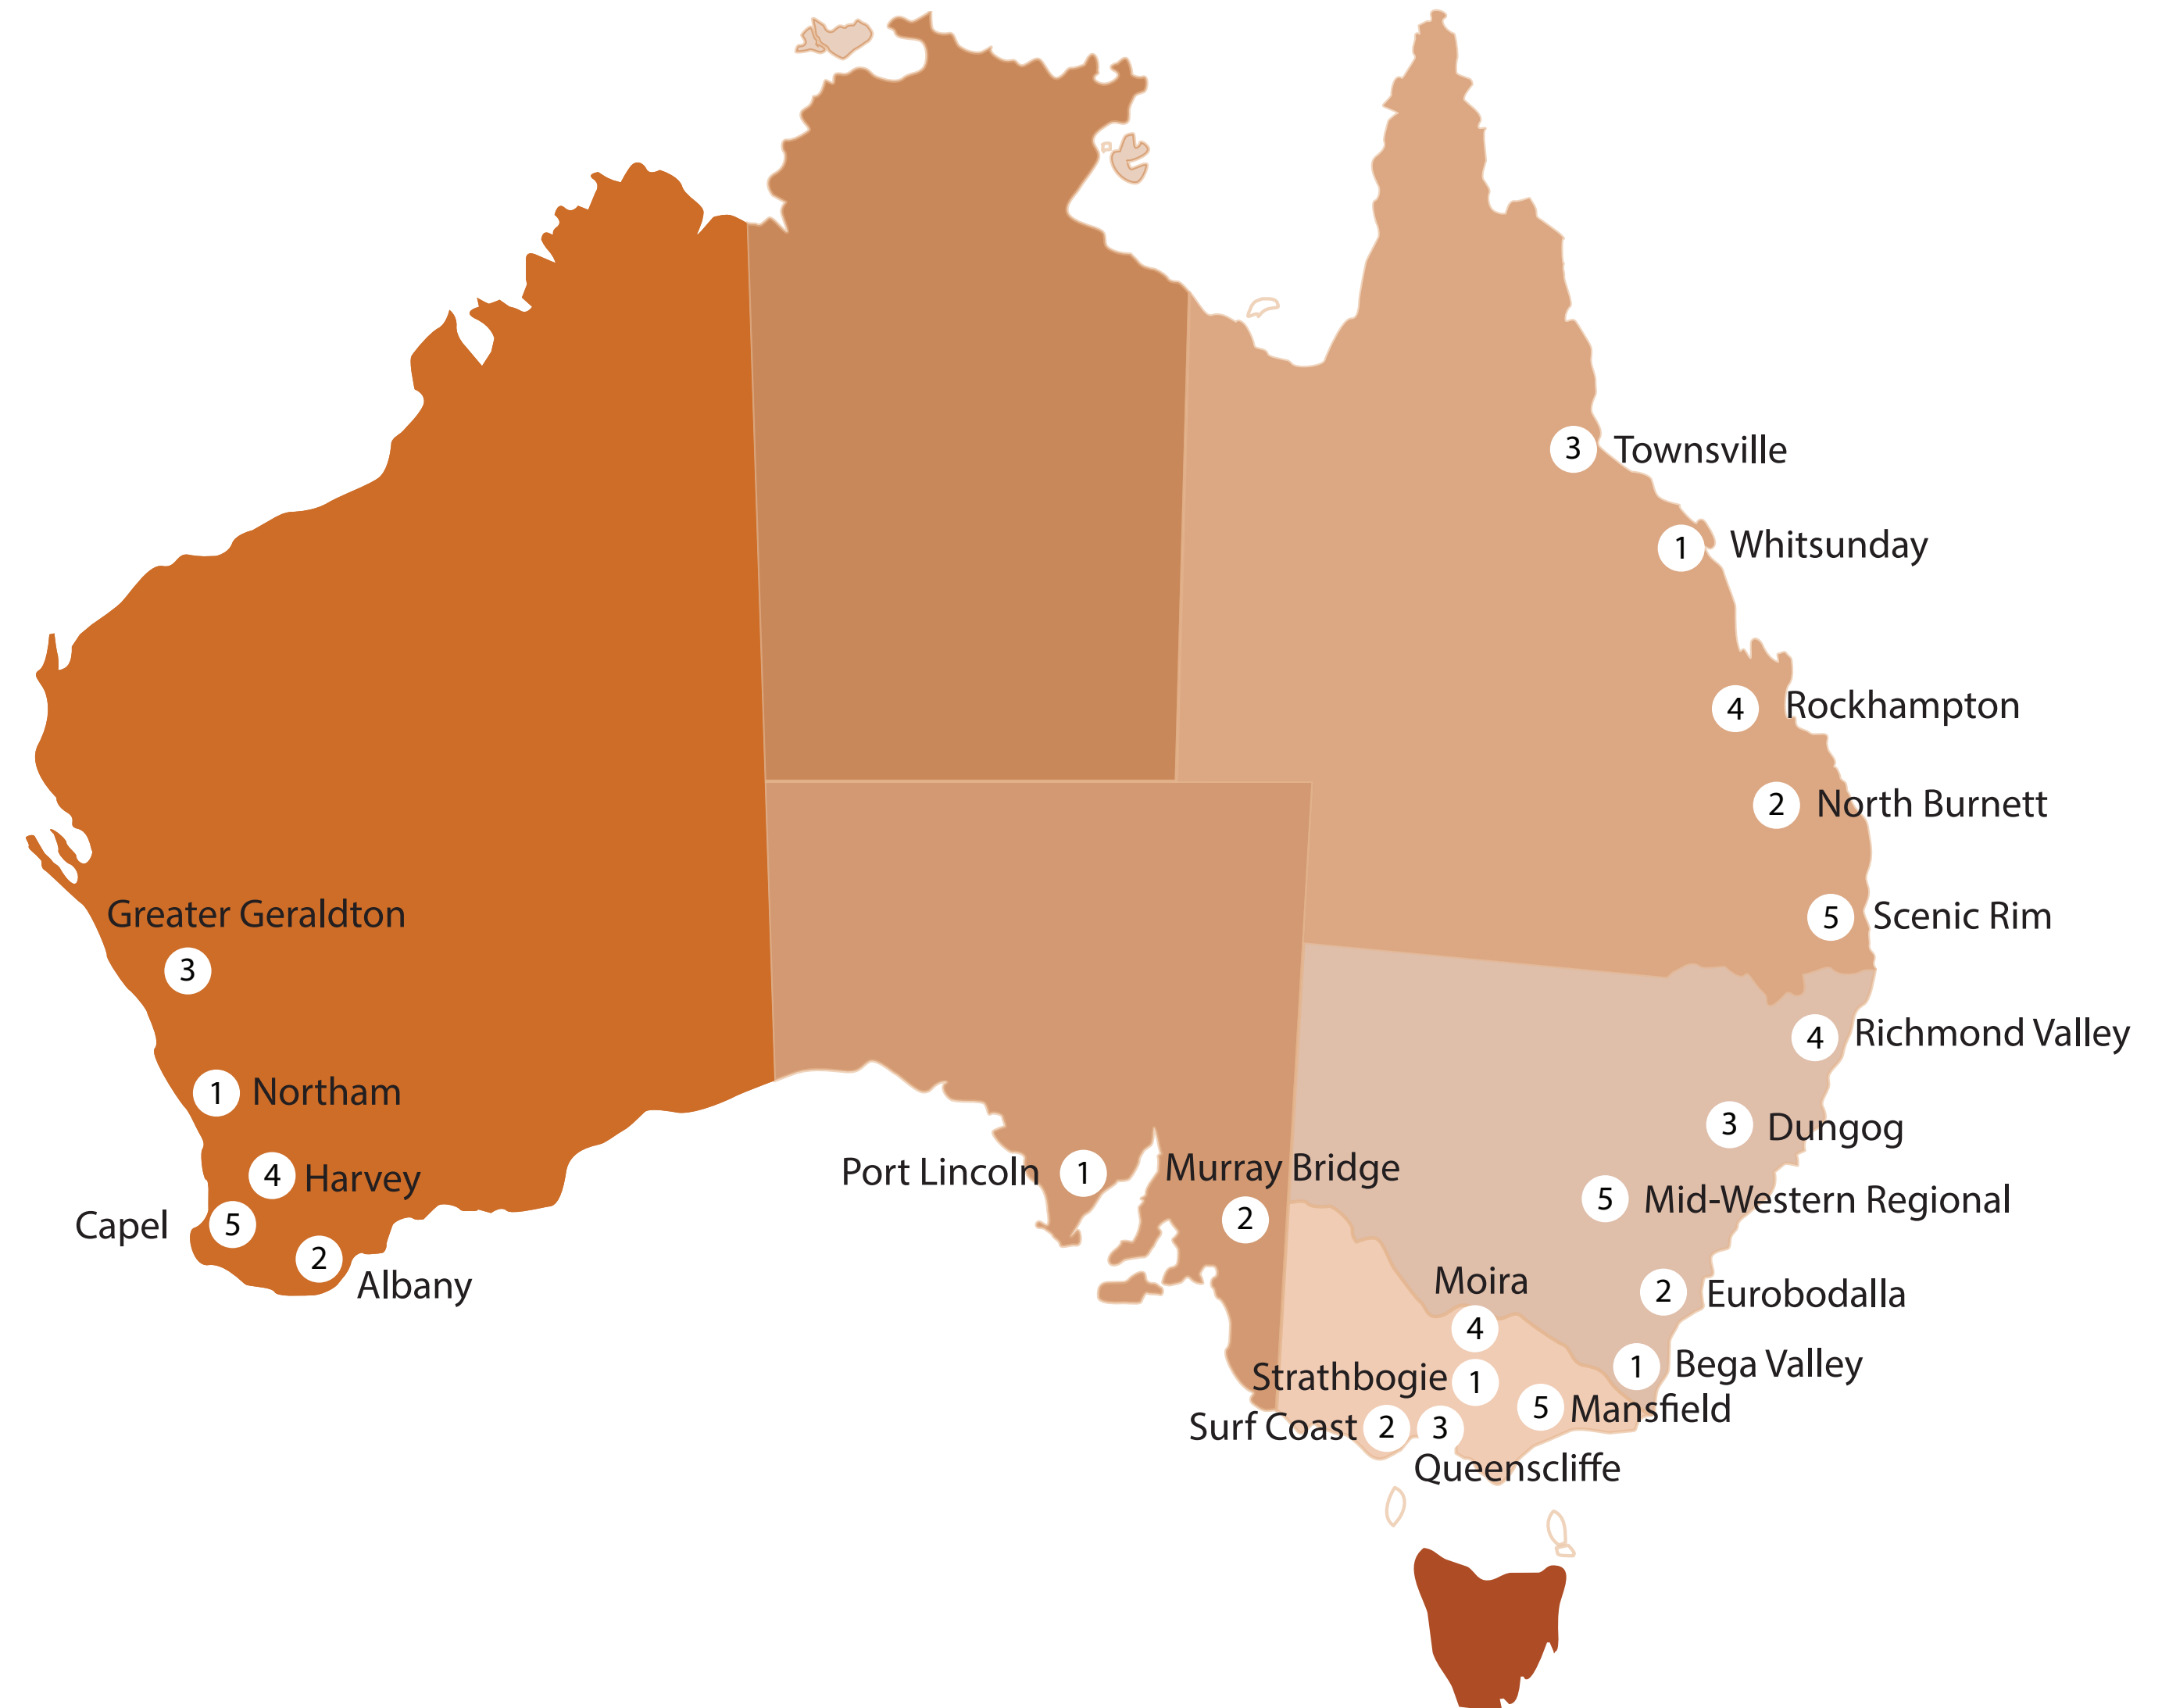 3 Townsville
1 Whitsunday
4 Rockhampton
2 North Burnett
5 Scenic Rim
Greater Geraldton
3
4 Richmond Valley
1 Northam
3 Dungog
Port Lincoln 1
Murray Bridge
2
4 Harvey
5 Mid-Western Regional
Capel 5
2
Albany
Moira
4
2 Eurobodalla
Strathbogie 1
1 Bega Valley
5 Mansfield
Surf Coast 2
3
Queenscliffe